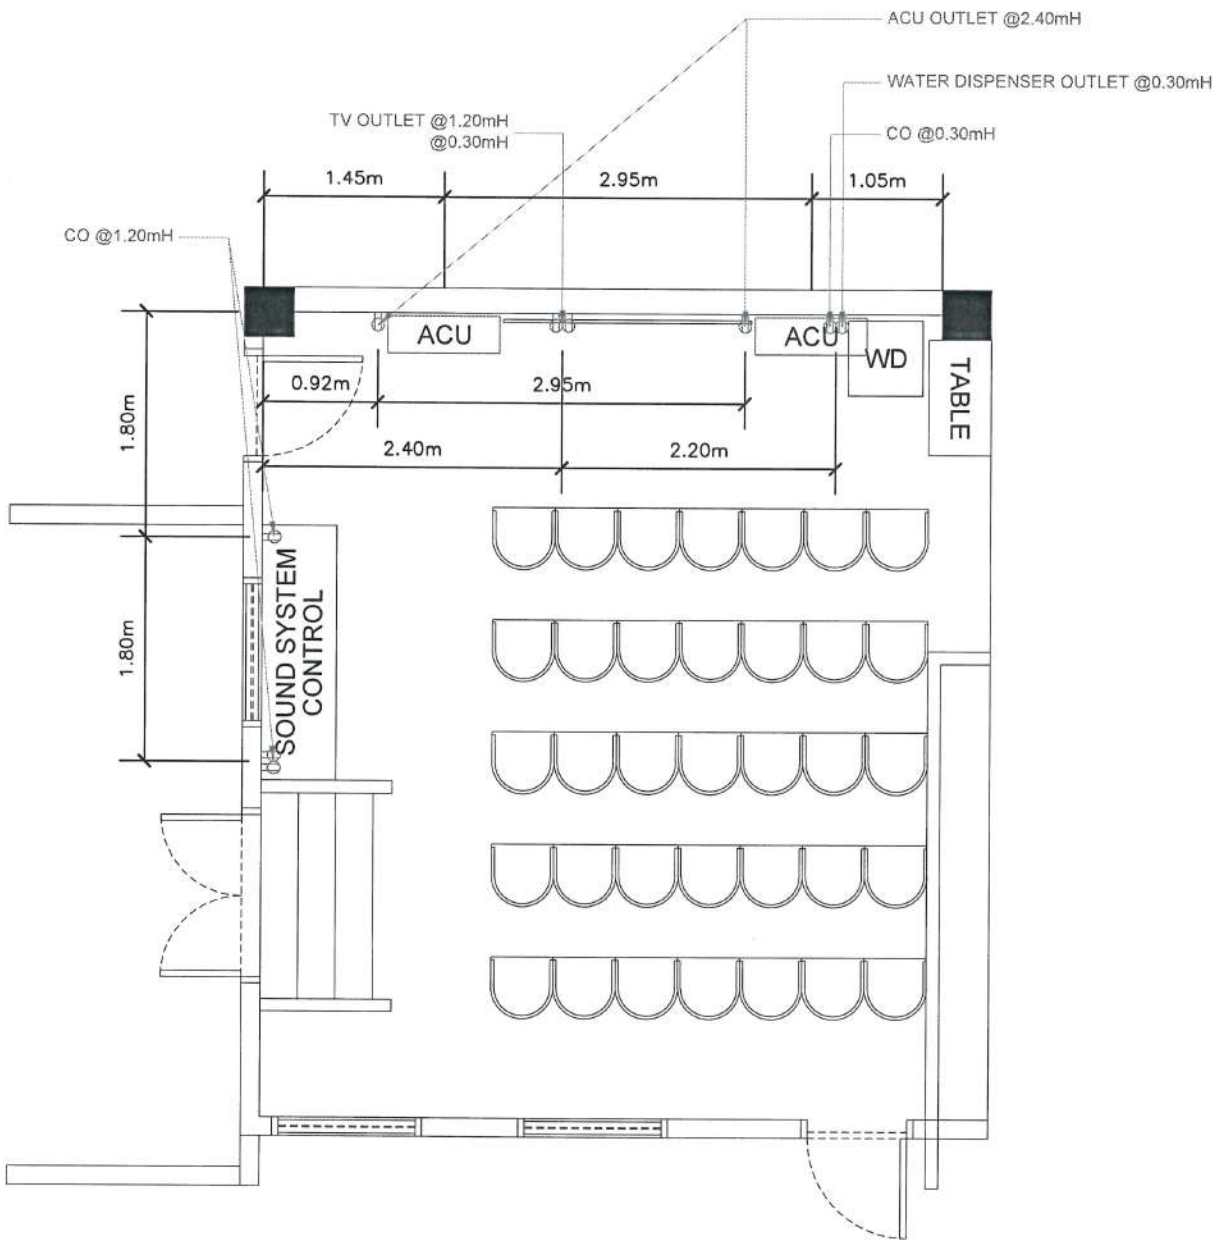 ACU OUTLET @2.40mH
WATER DISPENSER OUTLET @0.30mH
TV OUTLET @1.20mH
@0.30mH
CO @0.30mH
1.45m
2.95m
1.05m
CO @1.20mH
ACU
ACU
WD
TABLE
0.92m
2.95m
1.80m
2.40m
2.20m
SOUND SYSTEM
CONTROL
1.80m